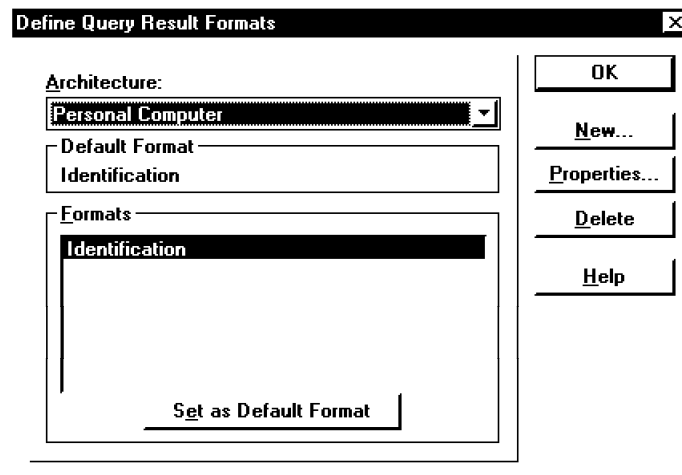 Define Query Result Formats
Architecture:
Personal Computer
Default Format
Identification
Formats
Identification
Set as Default Format
OK
New...
Properties...
Delete
Help